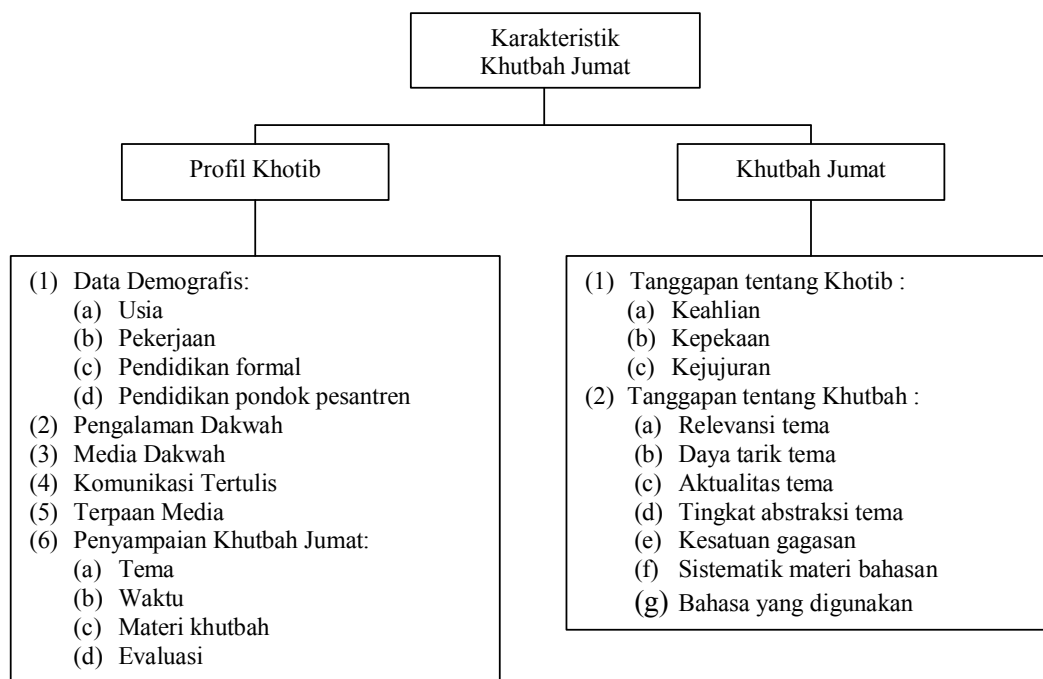 Karakteristik
Khutbah Jumat
Profil Khotib
Khutbah Jumat
(1) Data Demografis:
(a) Usia
(b) Pekerjaan
(c) Pendidikan formal
(d) Pendidikan pondok pesantren
(2) Pengalaman Dakwah
(3) Media Dakwah
(4) Komunikasi Tertulis
(5) Terpaan Media
(6) Penyampaian Khutbah Jumat:
(a) Tema
(b) Waktu
(c) Materi khutbah
(d) Evaluasi
(1) Tanggapan tentang Khotib :
(a) Keahlian
(b) Kepekaan
(c) Kejujuran
(2) Tanggapan tentang Khutbah :
(a) Relevansi tema
(b) Daya tarik tema
(c) Aktualitas tema
(d) Tingkat abstraksi tema
(e) Kesatuan gagasan
(f) Sistematik materi bahasan
(g) Bahasa yang digunakan